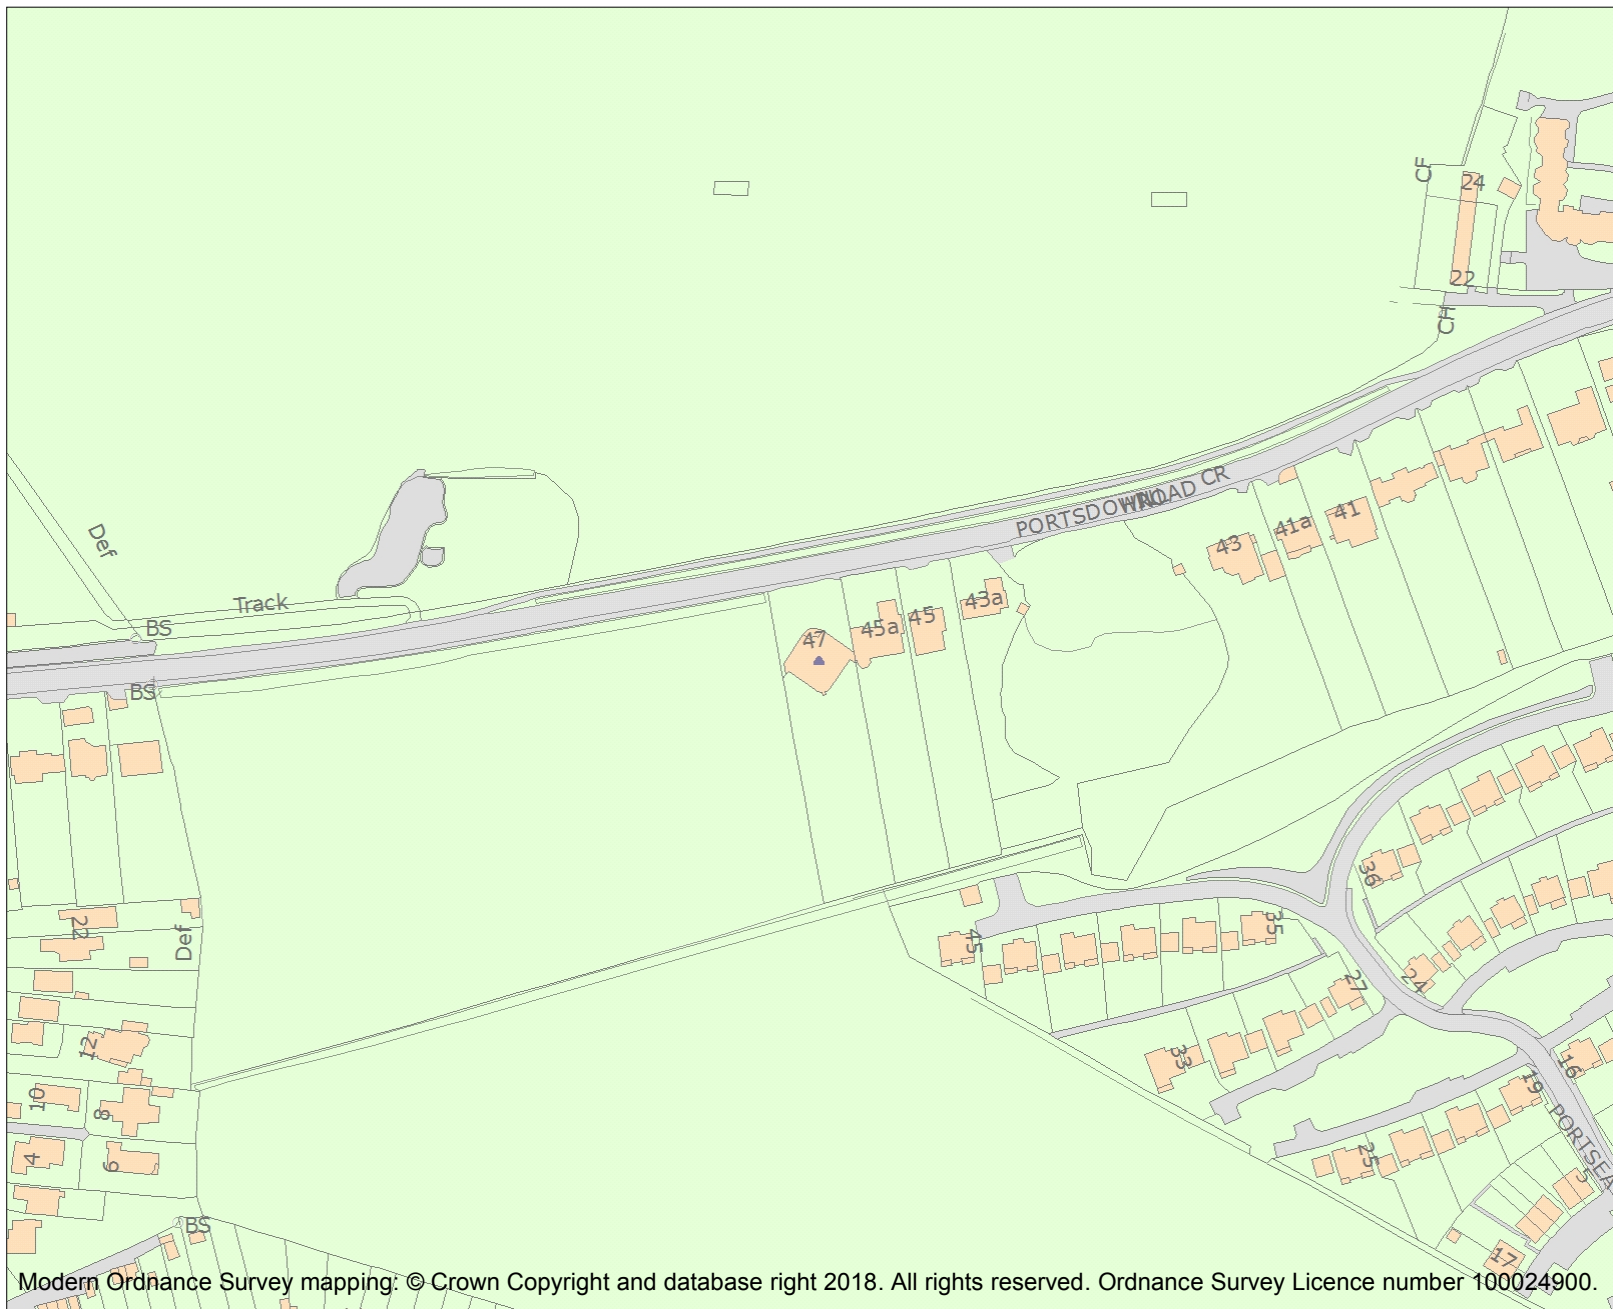 CF
24
22
CH
PORTSDOWN
HILL
ROAD
CR
43
41a
41
Def
Track
BS
BS
47
45a
45
43a
22
Def
12
10
8
4
6
BS
45
35
36
27
24
33
16
19
25
PORTSEA
5
17
Modern Ordnance Survey mapping: © Crown Copyright and database right 2018. All rights reserved. Ordnance Survey Licence number 100024900.